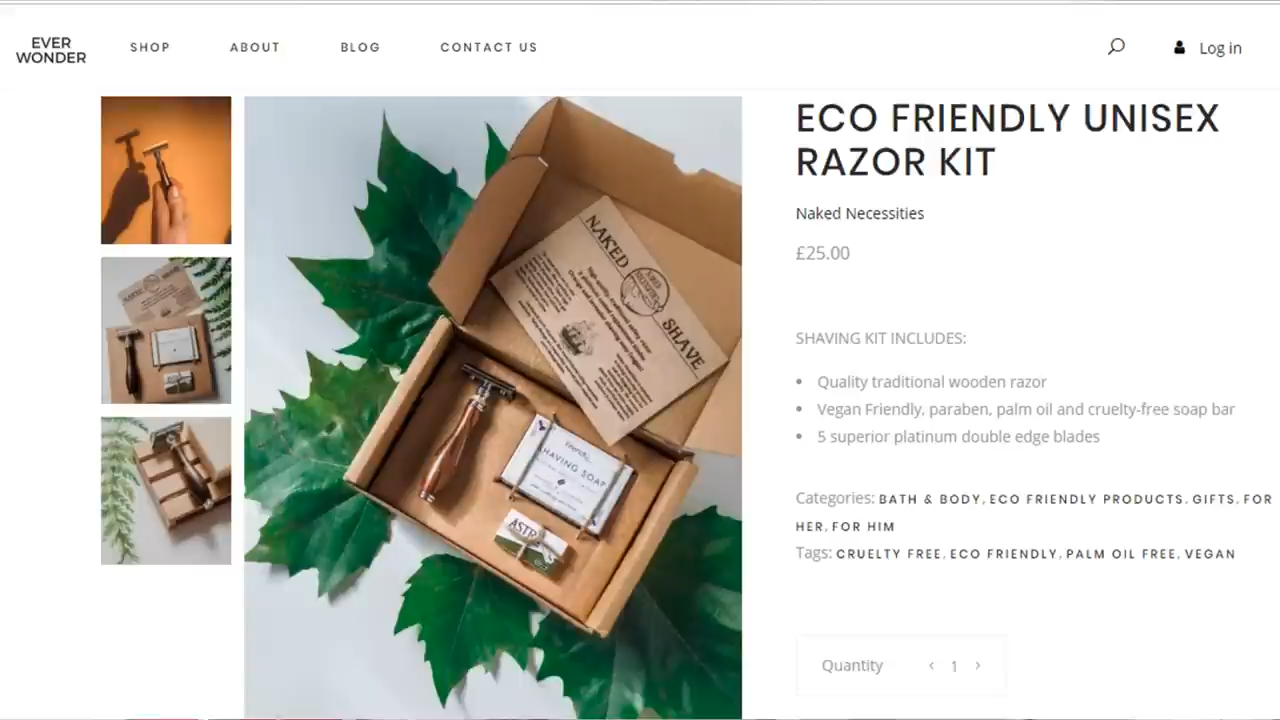 EVER
WONDER
SHOP
ABOUT
BLOG
CONTACT US
Log in
ECO FRIENDLY UNISEX
RAZOR KIT
Naked Necessities
£25.00
SHAVING KIT INCLUDES:
Quality traditional wooden razor
Vegan Friendly, paraben, palm oil and cruelty-free soap bar
5 superior platinum double edge blades
Categories: BATH & BODY, ECO FRIENDLY PRODUCTS, GIFTS, FOR
HER, FOR HIM
Tags: CRUELTY FREE, ECO FRIENDLY, PALM OIL FREE, VEGAN
Quantity
1
NAKED
SHAVE
SHAVING SOAP